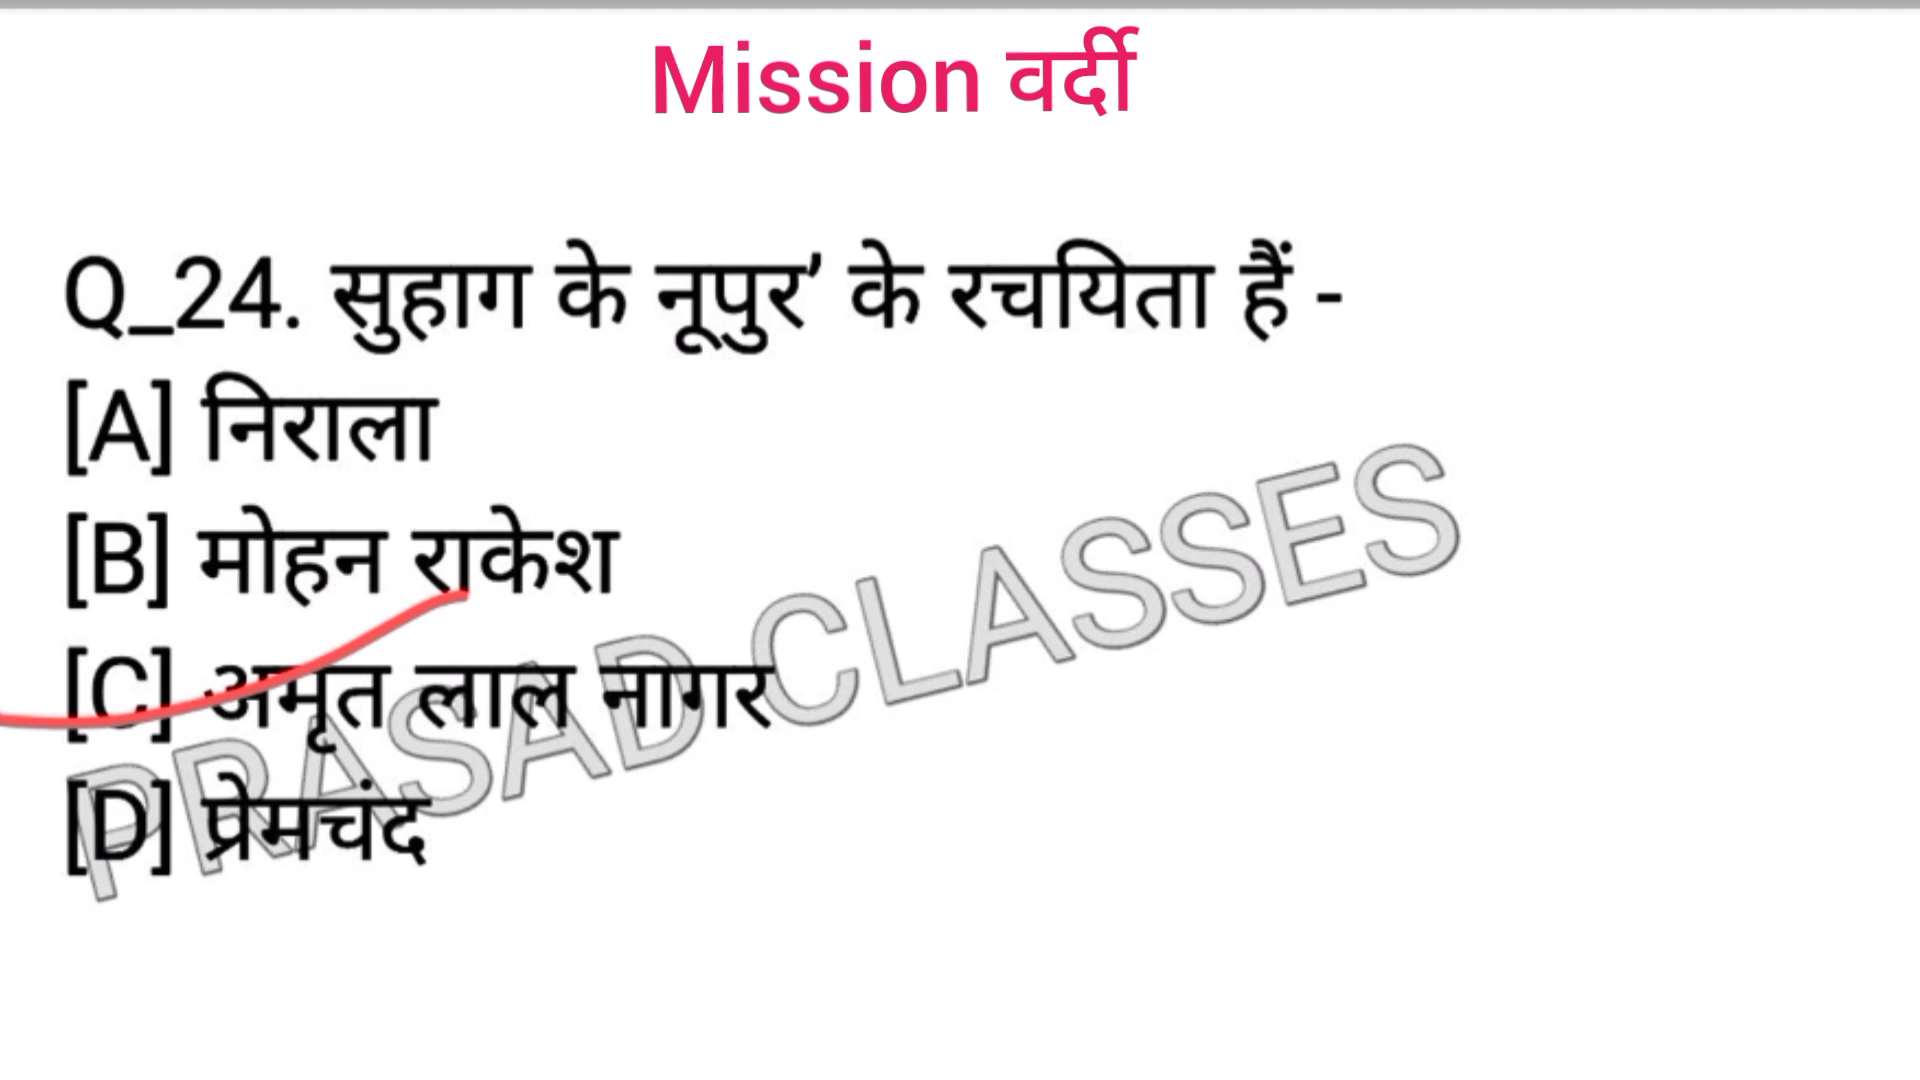 Mission वर्दी
Q_24. सुहाग के नूपुर’ के रचयिता हैं -
[A] निराला
[B] मोहन राकेश
[C] अमृत लाल नागर
[D] प्रेमचंद
PRASAD CLASSES